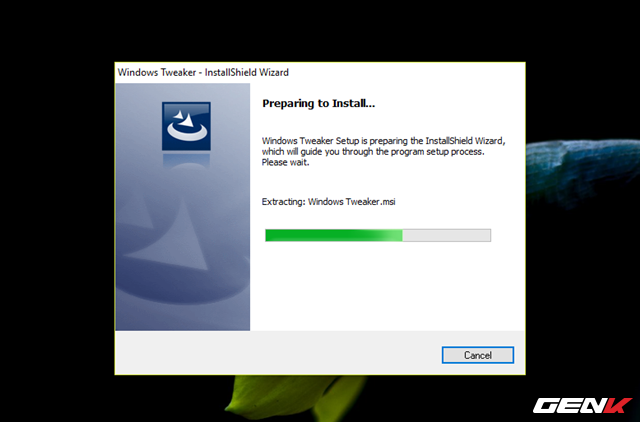 Windows Tweaker - InstallShield Wizard
Preparing to Install...
Windows Tweaker Setup is preparing the InstallShield Wizard,
which will guide you through the program setup process.
Please wait.
Extracting: Windows Tweaker.msi
Cancel
GENK